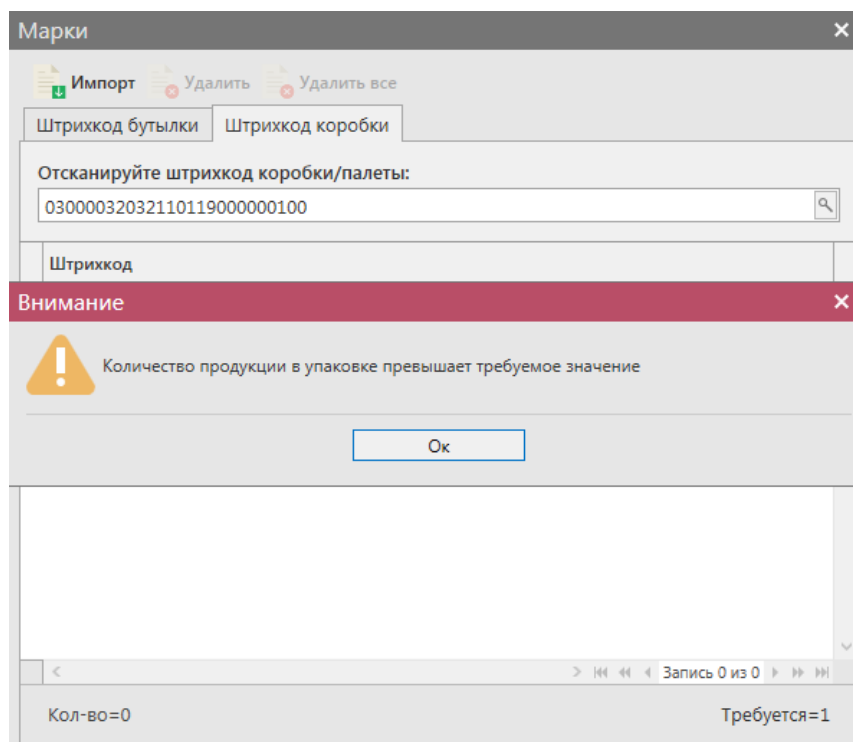 Марки
Импорт Удалить Удалить все
Штрихкод бутылки Штрихкод коробки
Отсканируйте штрихкод коробки/палеты:
03000032032110119000000100
Штрихкод
Внимание
Количество продукции в упаковке превышает требуемое значение
Ок
Запись 0 из 0
Кол-во=0 Требуется=1